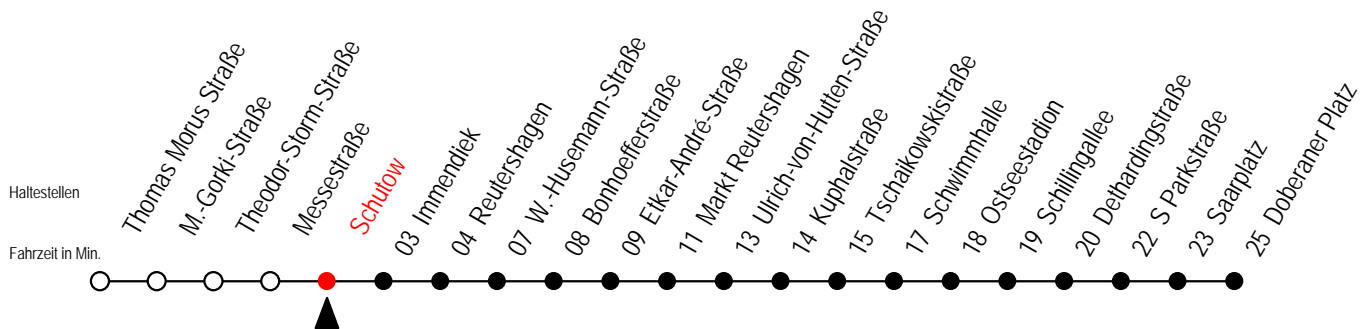 Haltestellen
Fahrzeit in Min.
Thomas Morus Straße
M.-Gorki-Straße
Theodor-Storm-Straße
Messestraße
Schutow
03 Immendiek
04 Reutershagen
07 W.-Husemann-Straße
08 Bonhoefferstraße
09 Etkar-André-Straße
11 Markt Reutershagen
13 Ulrich-von-Hutten-Straße
14 Kuphalstraße
15 Tschaikowskistraße
17 Schwimmhalle
18 Ostseestadion
19 Schillingallee
20 Dethardingstraße
22 S Parkstraße
23 Saarplatz
25 Doberaner Platz